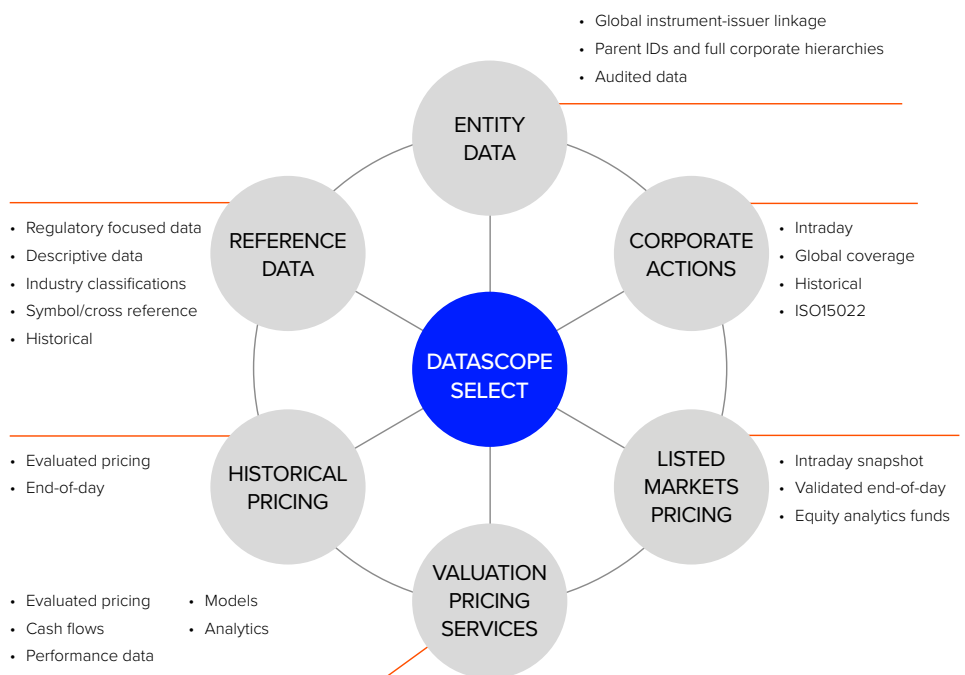 • Global instrument-issuer linkage
• Parent IDs and full corporate hierarchies
• Audited data
ENTITY
DATA
• Regulatory focused data
• Descriptive data
• Industry classifications
• Symbol/cross reference
• Historical
REFERENCE
DATA
CORPORATE
ACTIONS
• Intraday
• Global coverage
• Historical
• ISO15022
DATASCOPE
SELECT
• Evaluated pricing
• End-of-day
HISTORICAL
PRICING
LISTED
MARKETS
PRICING
• Intraday snapshot
• Validated end-of-day
• Equity analytics funds
VALUATION
PRICING
SERVICES
• Evaluated pricing
• Cash flows
• Performance data
• Models
• Analytics